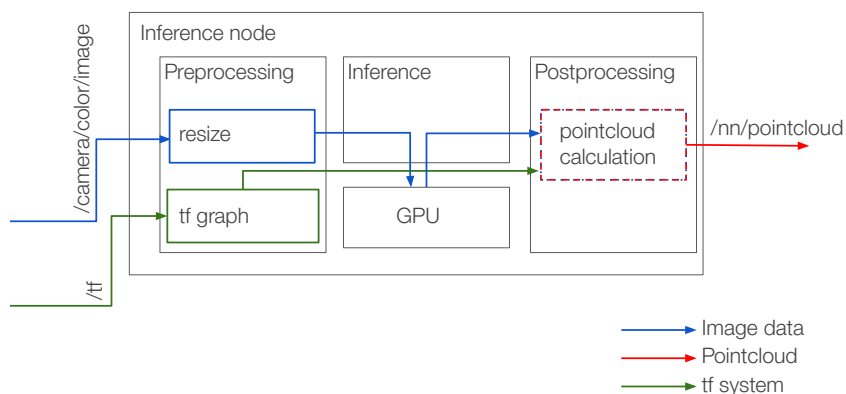 Inference node
Preprocessing
Inference
Postprocessing
/camera/color/image
resize
pointcloud
calculation
/nn/pointcloud
tf graph
GPU
/tf
Image data
Pointcloud
tf system